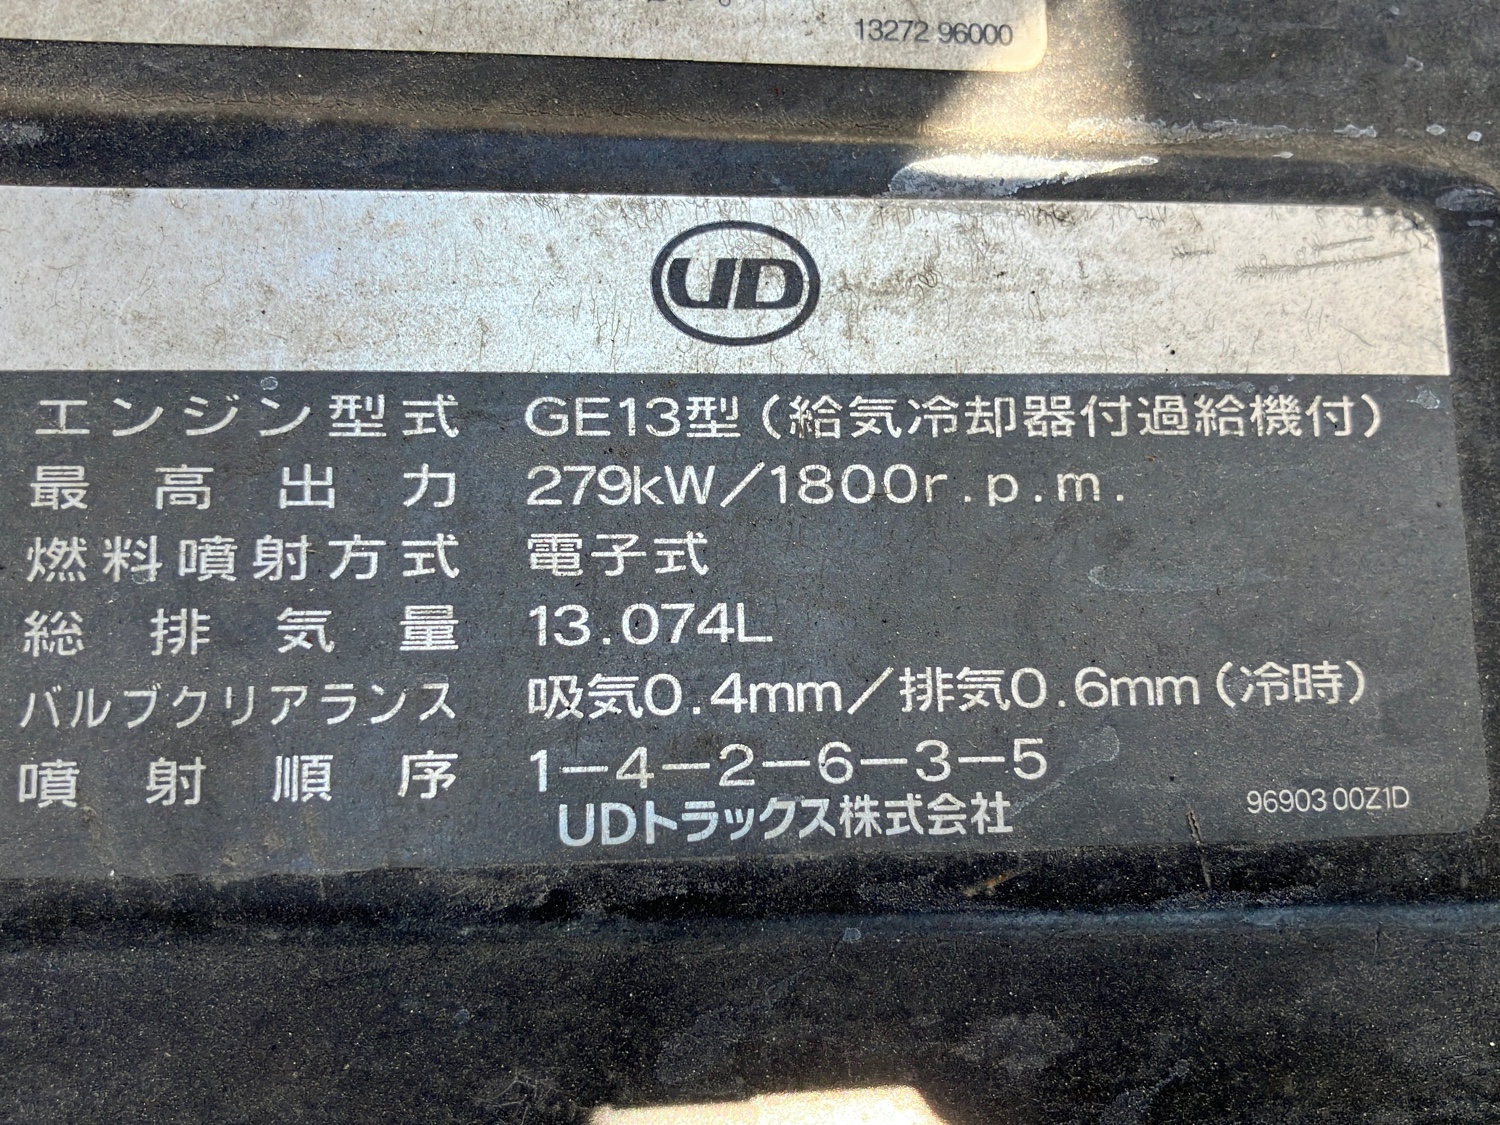 13272 96000
UD
エンジン型式 GE13型(給気冷却器付過給機付)
最高出力 279kW/1800r.p.m.
燃料噴射方式 電子式
総排気量 13.074L
バルブクリアランス 吸気0.4mm/排気0.6mm(冷時)
噴射順序 1-4-2-6-3-5
UDトラックス株式会社
96903 00Z1D